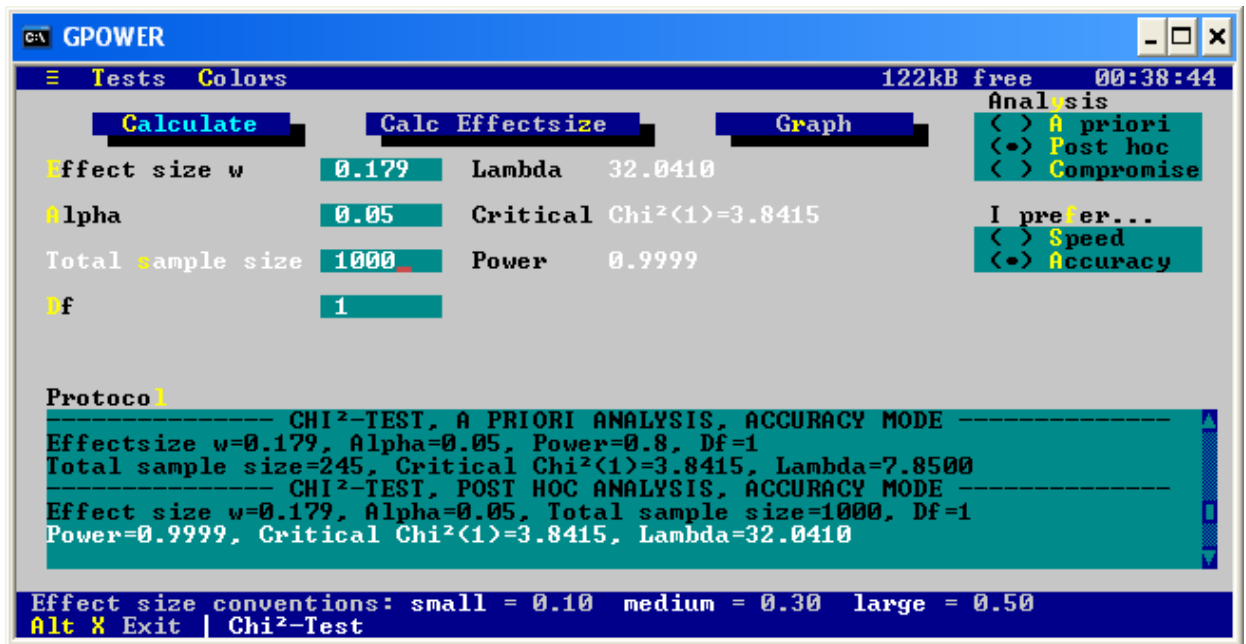 GPOWER
≡ Tests Colors 122kB free 00:38:44
Analysis
Calculate Calc Effectsize Graph ( ) A priori
(•) Post hoc
Effect size w 0.179 Lambda 32.0410 ( ) Compromise
Alpha 0.05 Critical Chi²(1)=3.8415 I prefer...
( ) Speed
Total sample size 1000 Power 0.9999 (•) Accuracy
Df 1
Protocol
--------------- CHI²-TEST, A PRIORI ANALYSIS, ACCURACY MODE --------------
Effectsize w=0.179, Alpha=0.05, Power=0.8, Df=1
Total sample size=245, Critical Chi²(1)=3.8415, Lambda=7.8500
--------------- CHI²-TEST, POST HOC ANALYSIS, ACCURACY MODE --------------
Effect size w=0.179, Alpha=0.05, Total sample size=1000, Df=1
Power=0.9999, Critical Chi²(1)=3.8415, Lambda=32.0410
Effect size conventions: small = 0.10 medium = 0.30 large = 0.50
Alt X Exit | Chi²-Test